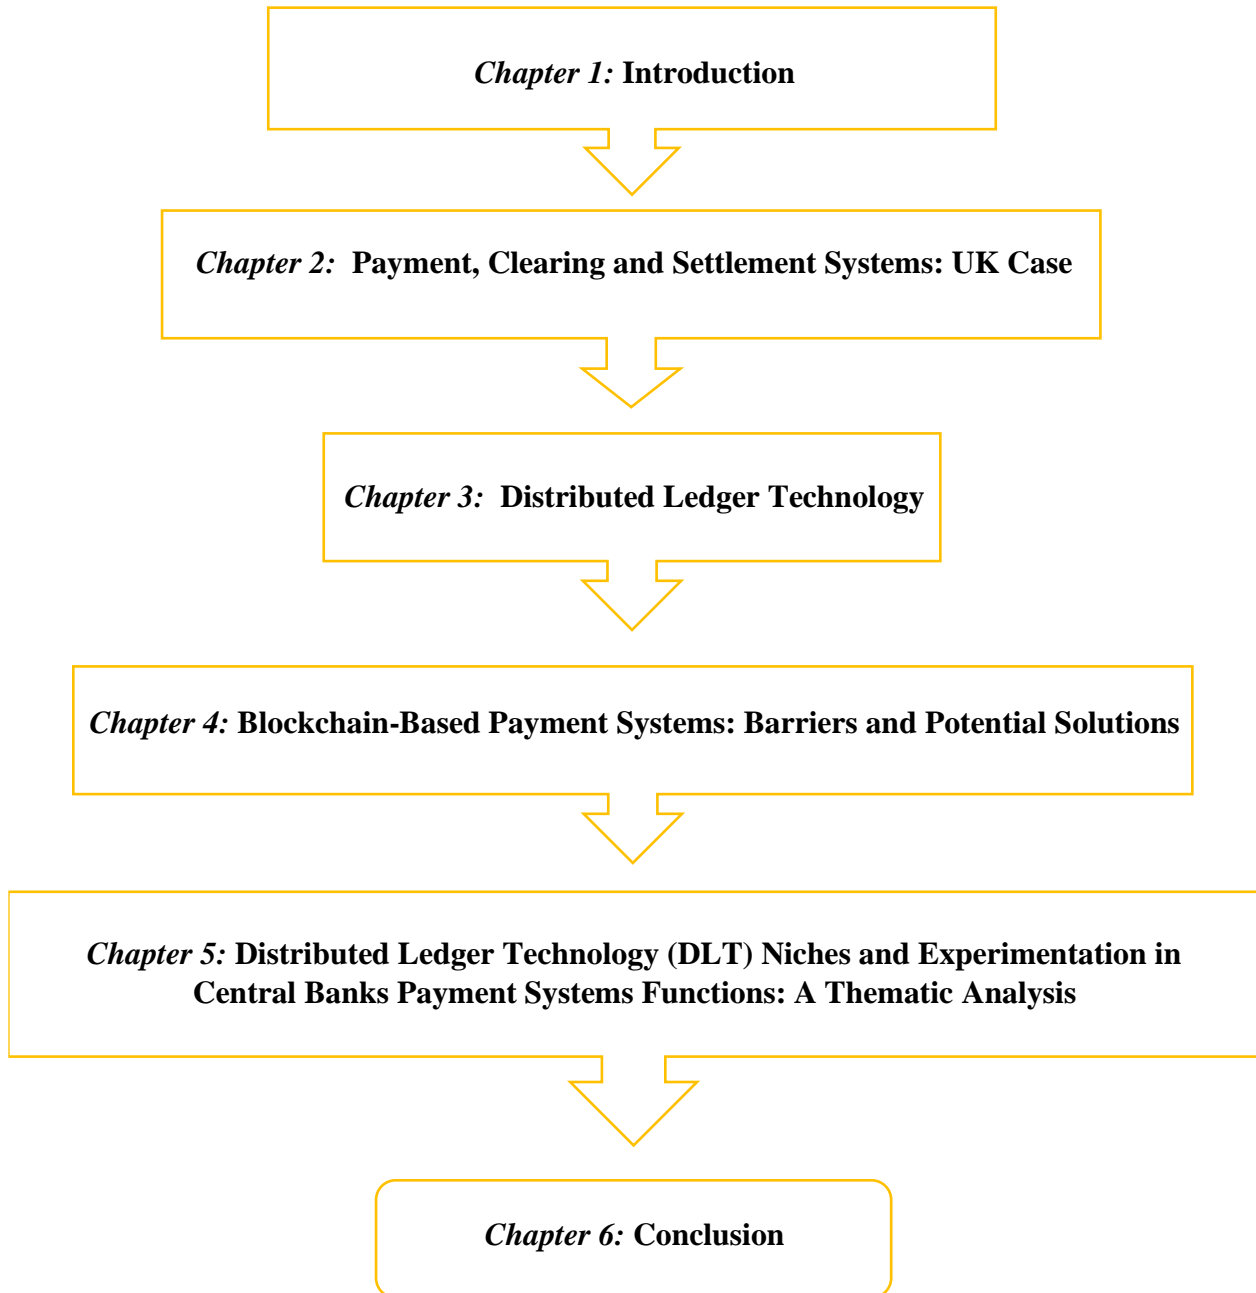 Chapter 1: Introduction
Chapter 2: Payment, Clearing and Settlement Systems: UK Case
Chapter 3: Distributed Ledger Technology
Chapter 4: Blockchain-Based Payment Systems: Barriers and Potential Solutions
Chapter 5: Distributed Ledger Technology (DLT) Niches and Experimentation in
Central Banks Payment Systems Functions: A Thematic Analysis
Chapter 6: Conclusion